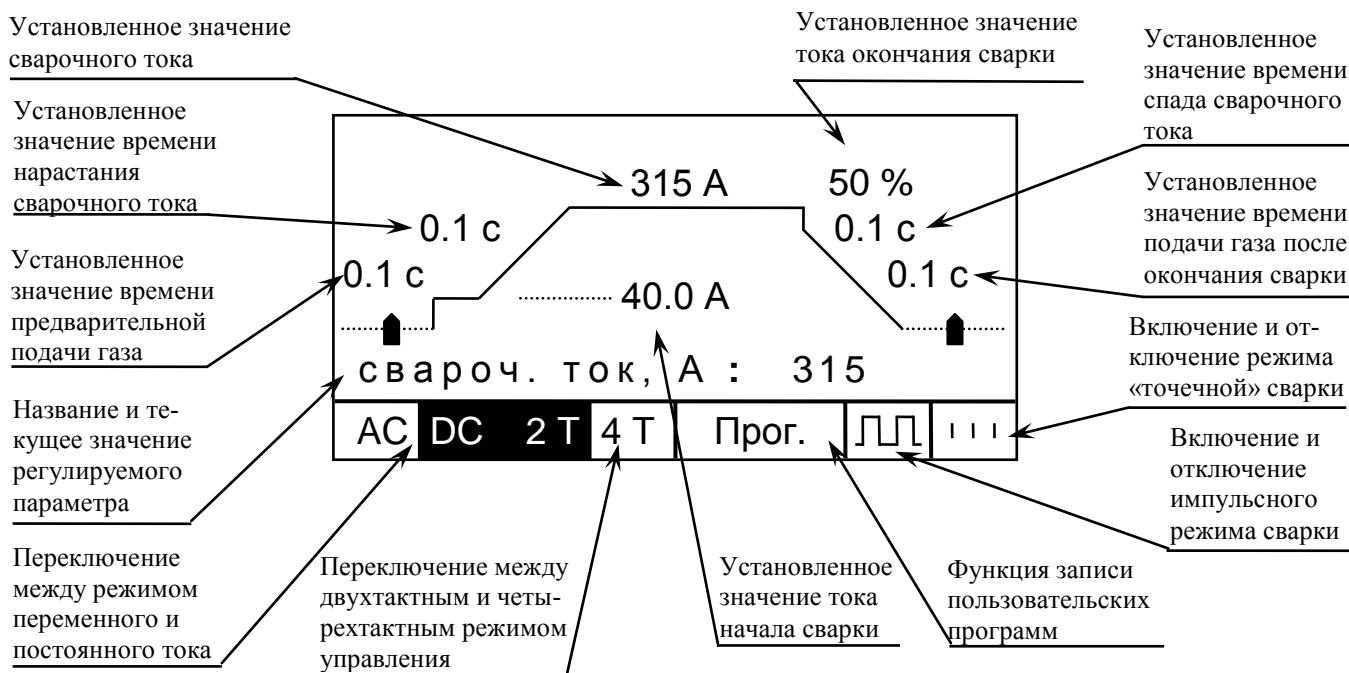 Установленное значение
сварочного тока
Установленное значение
тока окончания сварки
Установленное
значение времени
спада сварочного
тока
Установленное
значение времени
нарастания
сварочного тока
Установленное
значение времени
подачи газа после
окончания сварки
Установленное
значение времени
предварительной
подачи газа
315 А 50 %
0.1 с 0.1 с
0.1 с 0.1 с
40.0 А
свароч. ток, А : 315
AC DC 2 Т 4 Т Прог.
Включение и от-
ключение режима
«точечной» сварки
Название и те-
кущее значение
регулируемого
параметра
Включение и
отключение
импульсного
режима сварки
Переключение
между режимом
переменного и
постоянного тока
Переключение между
двухтактным и четы-
рехтактным режимом
управления
Установленное
значение тока
начала сварки
Функция записи
пользовательских
программ